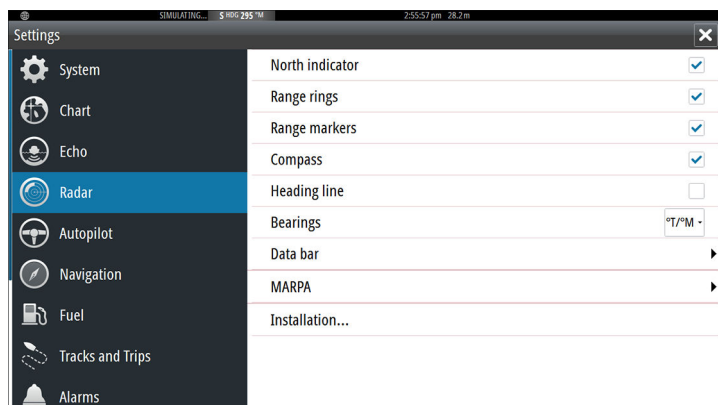 SIMULATING... S HDG 295 °M 2:55:57 pm 28.2 m
Settings
System
Chart
Echo
Radar
Autopilot
Navigation
Fuel
Tracks and Trips
Alarms
North indicator
Range rings
Range markers
Compass
Heading line
Bearings °T/°M
Data bar
MARPA
Installation...